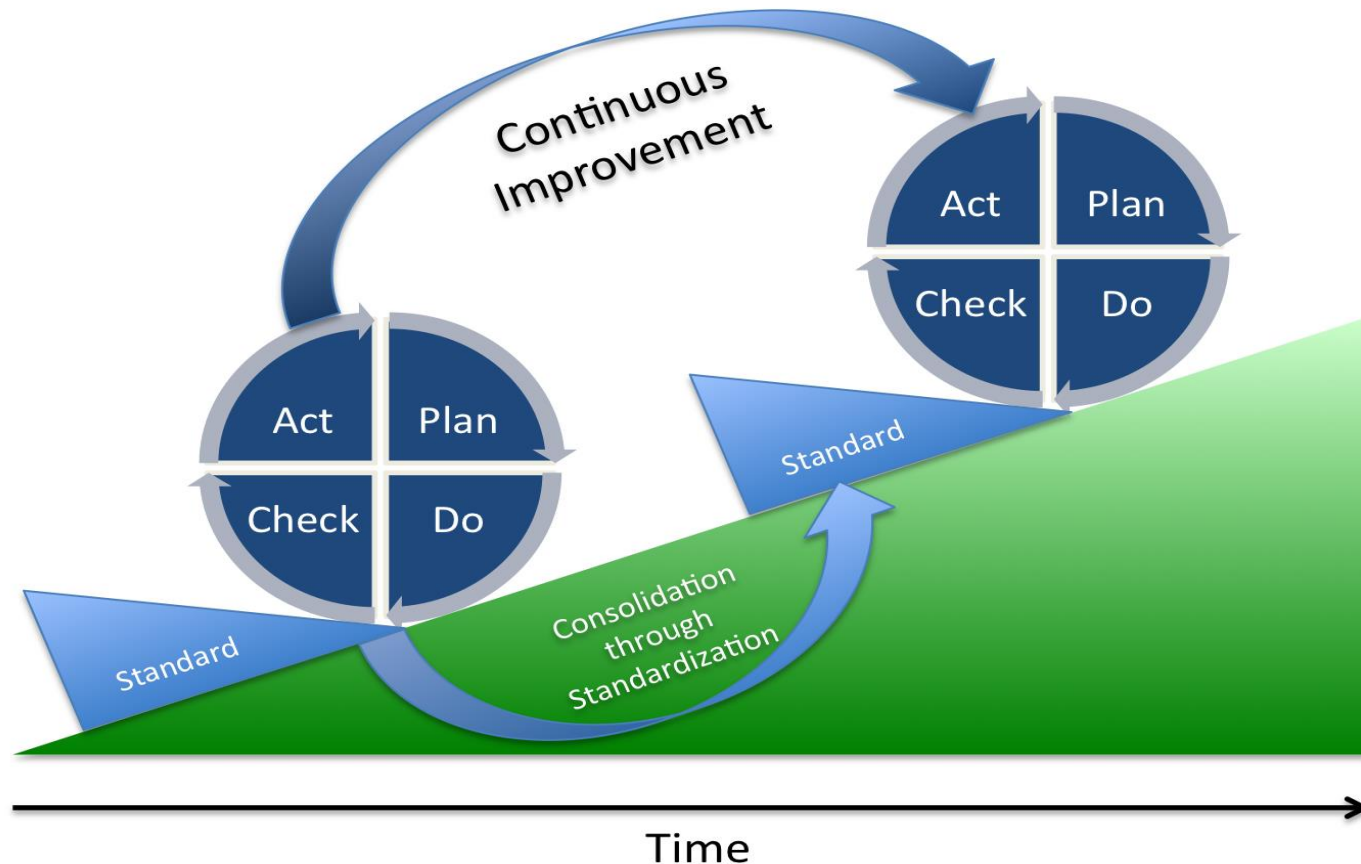 Continuous
Improvement
Act
Plan
Check
Do
Act
Plan
Check
Do
Standard
Standard
Consolidation
through
Standardization
Time